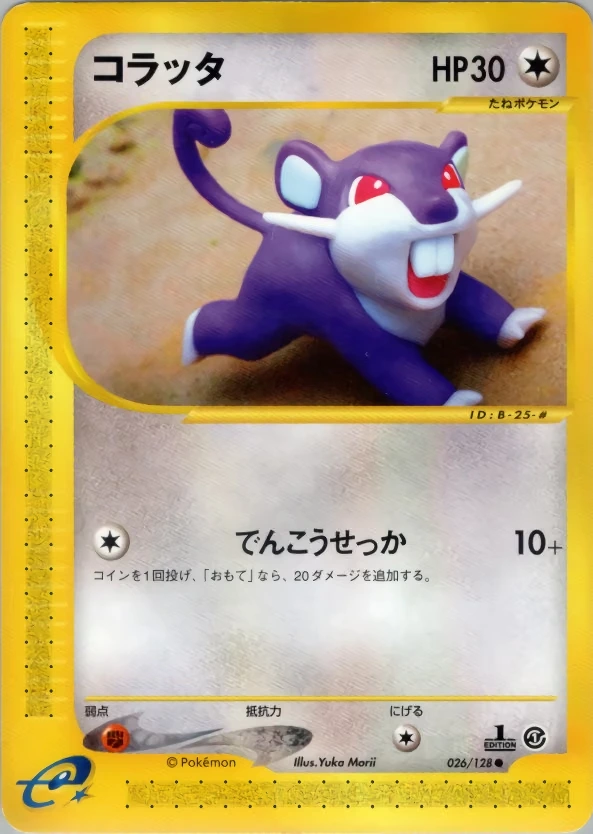 コラッタ HP30
たねポケモン
ID:B-25-#
でんこうせっか 10+
コインを1回投げ、「おもて」なら、20ダメージを追加する。
弱点 抵抗力 にげる
1
EDITION
© Pokémon Illus.Yuka Morii 026/128 ●
e